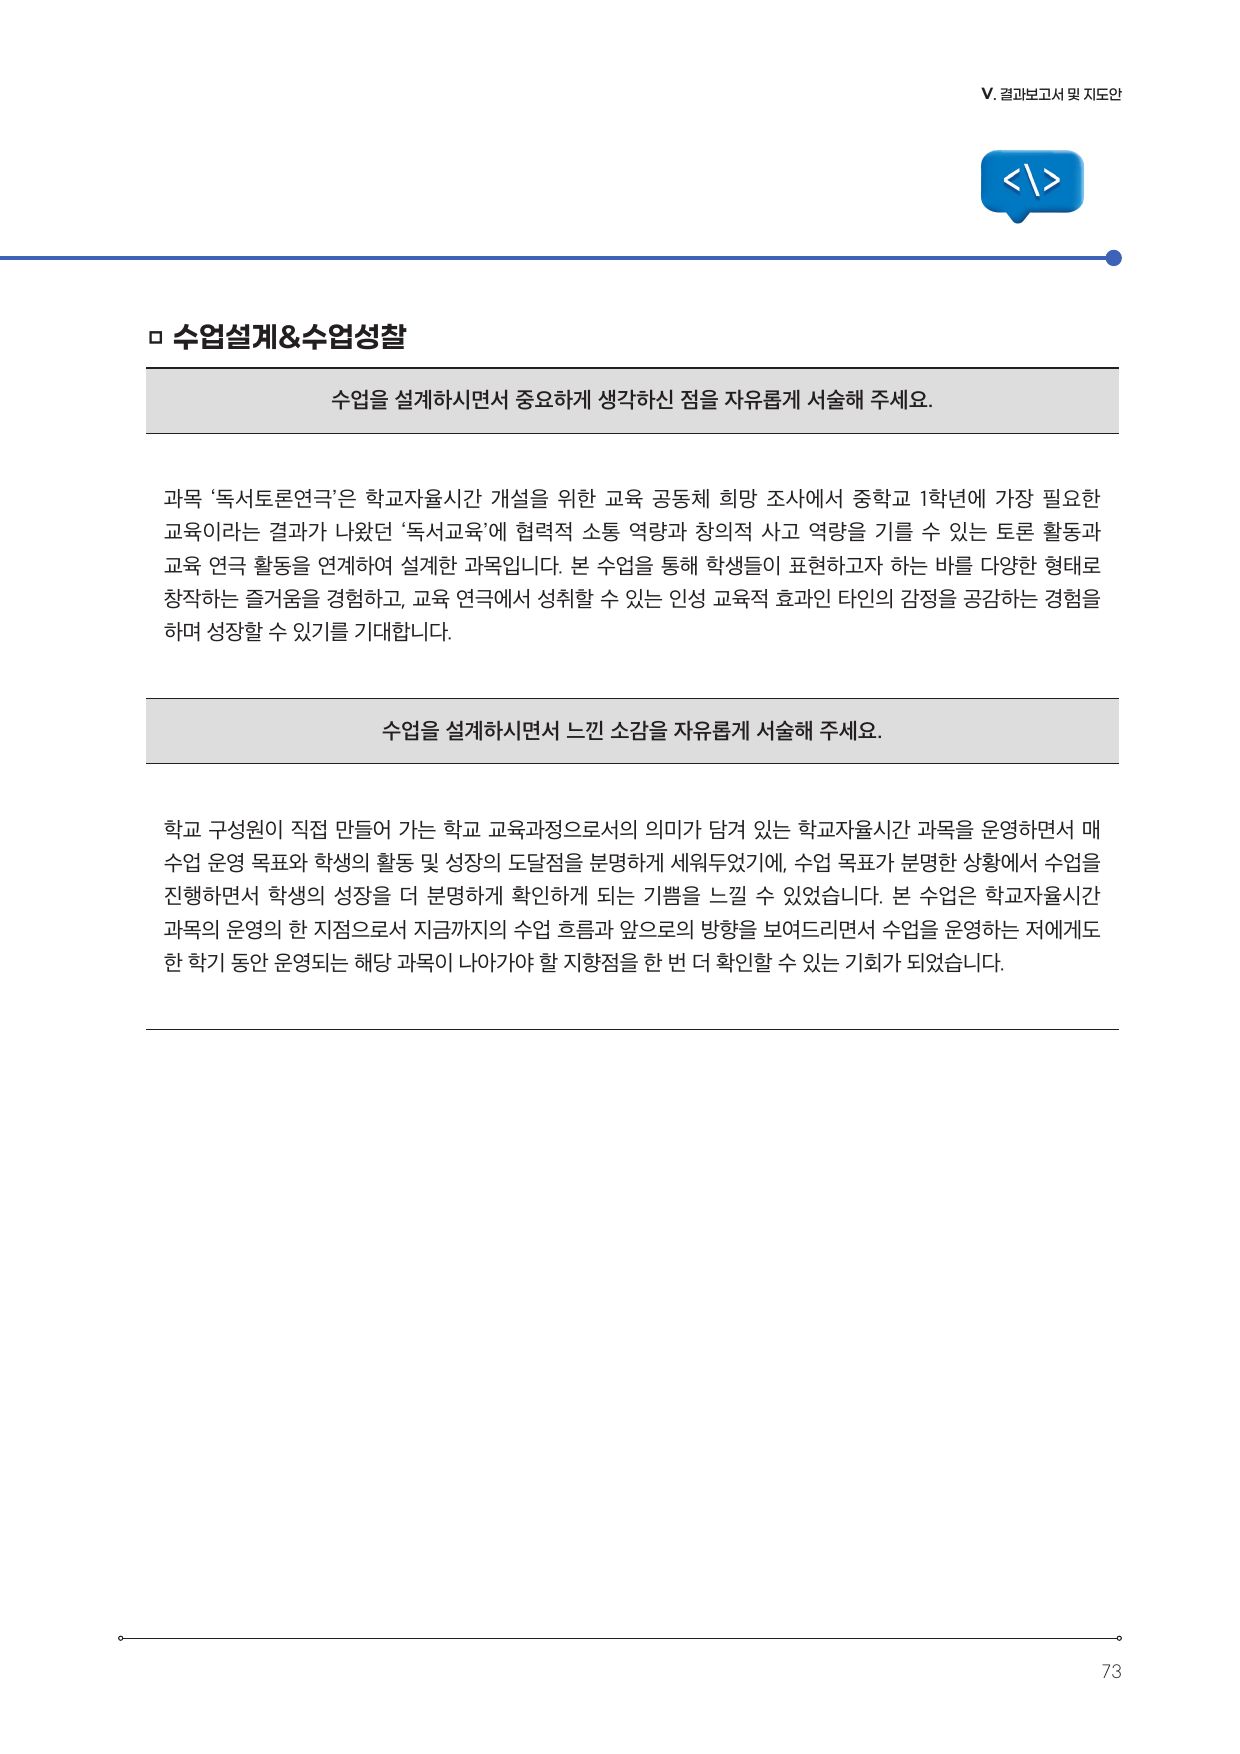 Ⅴ. 결과보고서 및 지도안
<\>
ㅁ 수업설계&수업성찰
수업을 설계하시면서 중요하게 생각하신 점을 자유롭게 서술해 주세요.
과목 ‘독서토론연극’은 학교자율시간 개설을 위한 교육 공동체 희망 조사에서 중학교 1학년에 가장 필요한
교육이라는 결과가 나왔던 ‘독서교육’에 협력적 소통 역량과 창의적 사고 역량을 기를 수 있는 토론 활동과
교육 연극 활동을 연계하여 설계한 과목입니다. 본 수업을 통해 학생들이 표현하고자 하는 바를 다양한 형태로
창작하는 즐거움을 경험하고, 교육 연극에서 성취할 수 있는 인성 교육적 효과인 타인의 감정을 공감하는 경험을
하며 성장할 수 있기를 기대합니다.
수업을 설계하시면서 느낀 소감을 자유롭게 서술해 주세요.
학교 구성원이 직접 만들어 가는 학교 교육과정으로서의 의미가 담겨 있는 학교자율시간 과목을 운영하면서 매
수업 운영 목표와 학생의 활동 및 성장의 도달점을 분명하게 세워두었기에, 수업 목표가 분명한 상황에서 수업을
진행하면서 학생의 성장을 더 분명하게 확인하게 되는 기쁨을 느낄 수 있었습니다. 본 수업은 학교자율시간
과목의 운영의 한 지점으로서 지금까지의 수업 흐름과 앞으로의 방향을 보여드리면서 수업을 운영하는 저에게도
한 학기 동안 운영되는 해당 과목이 나아가야 할 지향점을 한 번 더 확인할 수 있는 기회가 되었습니다.
73